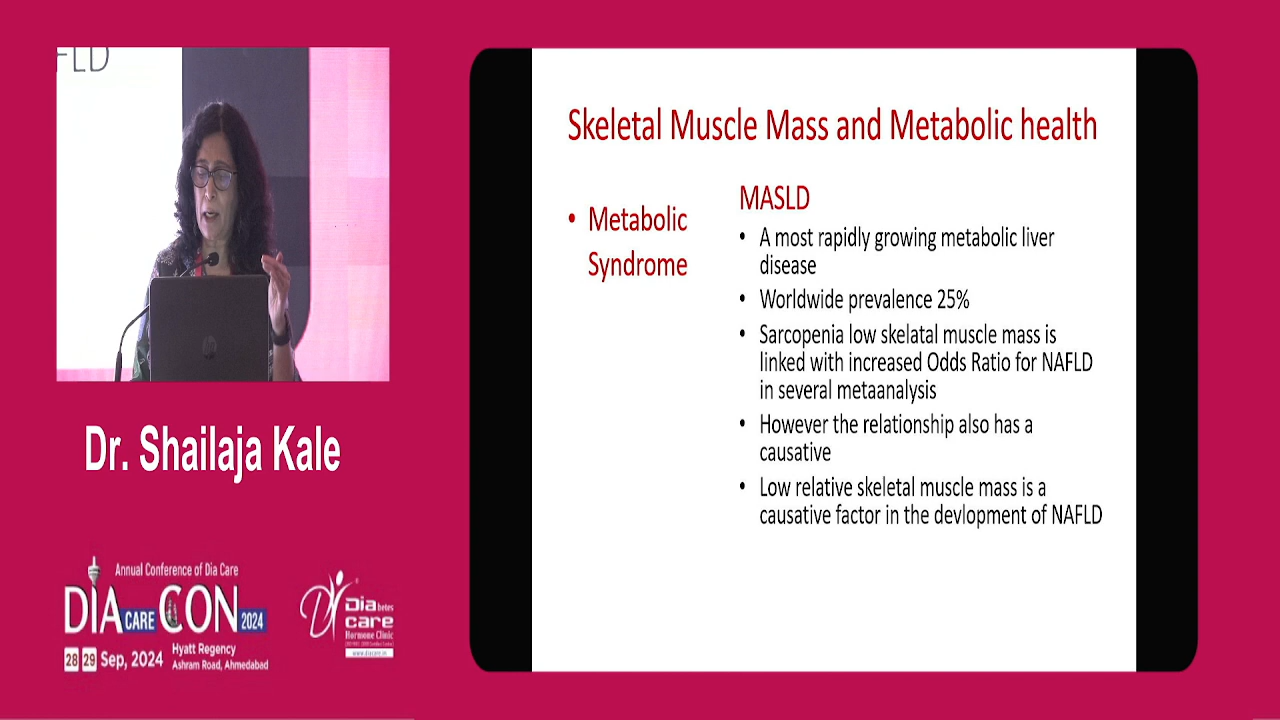 FLD
Skeletal Muscle Mass and Metabolic health
• Metabolic
Syndrome
MASLD
• A most rapidly growing metabolic liver
disease
• Worldwide prevalence 25%
• Sarcopenia low skelatal muscle mass is
linked with increased Odds Ratio for NAFLD
in several metaanalysis
• However the relationship also has a
causative
• Low relative skeletal muscle mass is a
causative factor in the devlopment of NAFLD
Dr. Shailaja Kale
Annual Conference of Dia Care
DIA CARE CON 2024
28 29 Sep, 2024
Hyatt Regency
Ashram Road, Ahmedabad
Diabetes
care
Hormone Clinic
www.diacare.in